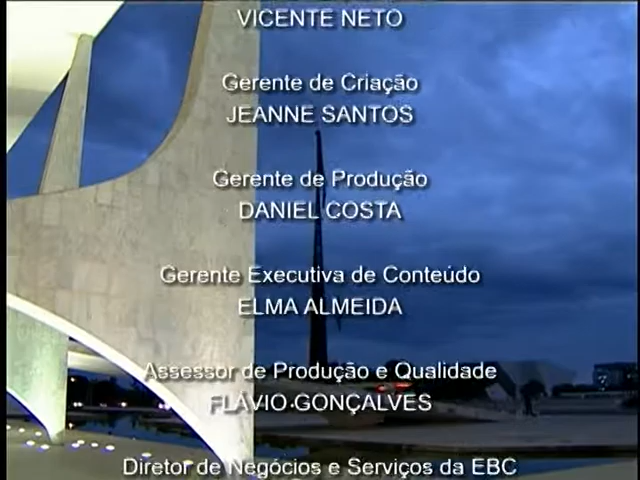 VICENTE NETO
Gerente de Criação
JEANNE SANTOS
Gerente de Produção
DANIEL COSTA
Gerente Executiva de Conteúdo
ELMA ALMEIDA
Assessor de Produção e Qualidade
FLÁVIO GONÇALVES
Diretor de Negócios e Serviços da EBC